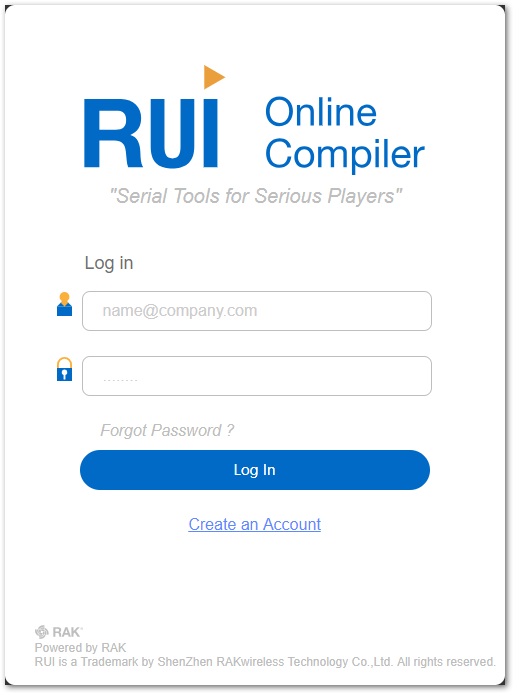 RUI
Online
Compiler
"Serial Tools for Serious Players"
Log in
name@company.com
........
Forgot Password ?
Log In
Create an Account
RAK
Powered by RAK
RUI is a Trademark by ShenZhen RAKwireless Technology Co.,Ltd. All rights reserved.